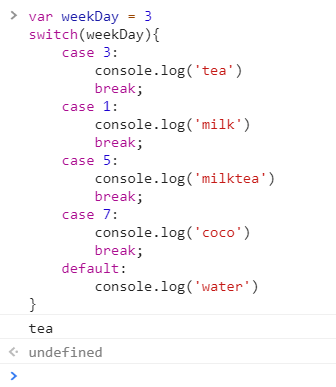 var weekDay = 3
switch(weekDay){
    case 3:
        console.log('tea')
        break;
    case 1:
        console.log('milk')
        break;
    case 5:
        console.log('milktea')
        break;
    case 7:
        console.log('coco')
        break;
    default:
        console.log('water')
}
tea
undefined